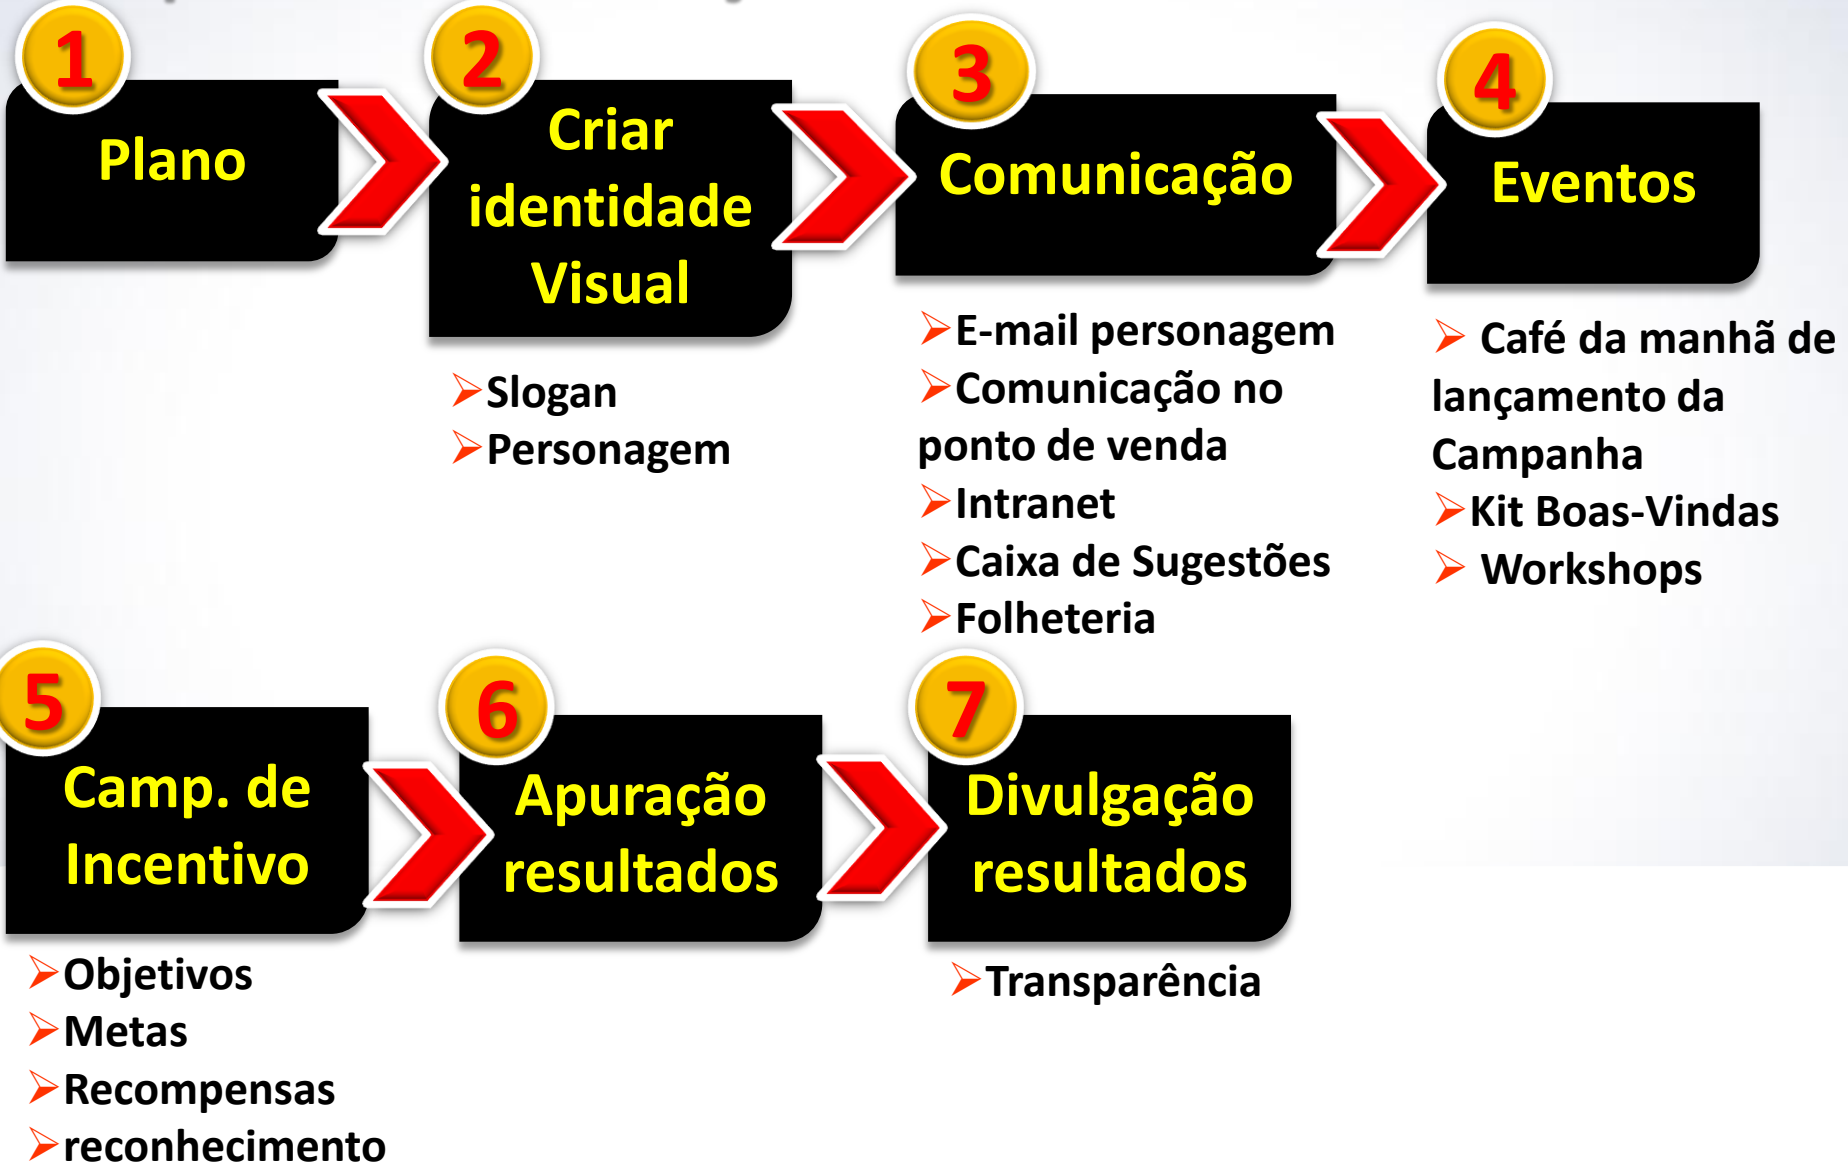 1
Plano
2
Criar
identidade
Visual
➢Slogan
➢Personagem
3
Comunicação
➢E-mail personagem
➢Comunicação no
ponto de venda
➢Intranet
➢Caixa de Sugestões
➢Folheteria
4
Eventos
➢ Café da manhã de
lançamento da
Campanha
➢Kit Boas-Vindas
➢ Workshops
5
Camp. de
Incentivo
➢Objetivos
➢Metas
➢Recompensas
➢reconhecimento
6
Apuração
resultados
7
Divulgação
resultados
➢Transparência